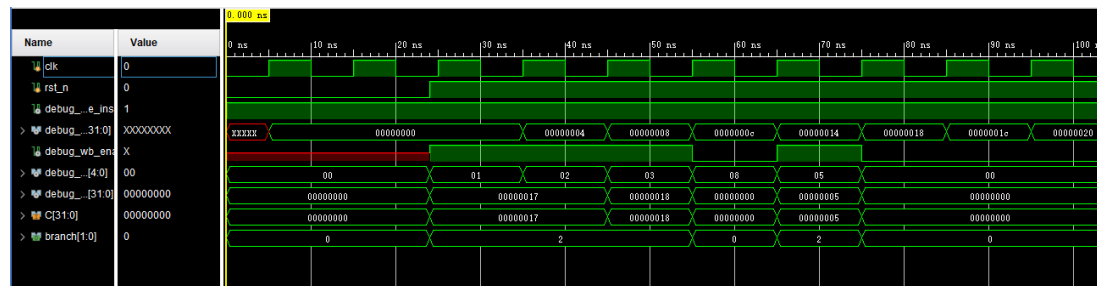 0.000 ns
Name Value 0 ns 10 ns 20 ns 30 ns 40 ns 50 ns 60 ns 70 ns 80 ns 90 ns 100
clk 0
rst_n 0
debug_...e_ins 1
debug_...31:0] XXXXXXXX XXXXX 00000000 00000004 00000008 0000000c 00000014 00000018 0000001c 00000020
debug_wb_ena X
debug_...[4:0] 00 00 01 02 03 08 05 00
debug_...[31:0] 00000000 00000000 00000017 00000018 00000000 00000005 00000000
C[31:0] 00000000 00000000 00000017 00000018 00000000 00000005 00000000
branch[1:0] 0 0 2 0 2 0